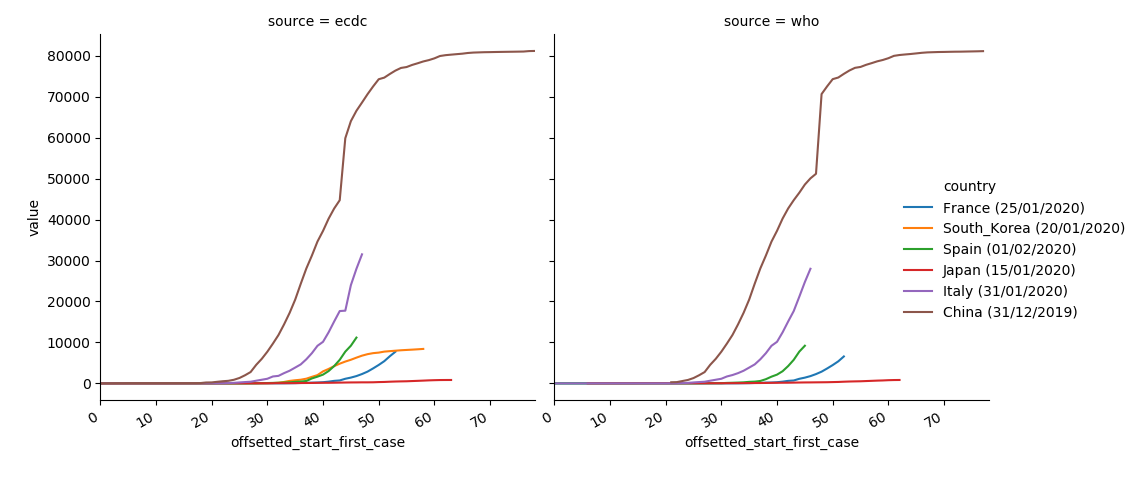 source = ecdc
source = who
value
80000
70000
60000
50000
40000
30000
20000
10000
0
0 10 20 30 40 50 60 70
offsetted_start_first_case
0 10 20 30 40 50 60 70
offsetted_start_first_case
country
France (25/01/2020)
South_Korea (20/01/2020)
Spain (01/02/2020)
Japan (15/01/2020)
Italy (31/01/2020)
China (31/12/2019)